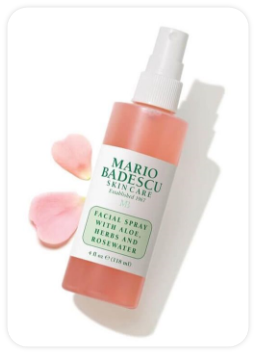 MARIO
BADESCU
SKIN CARE
Established 1967
FACIAL SPRAY
WITH ALOE,
HERBS AND
ROSEWATER
4 fl oz ℮ (118 ml)